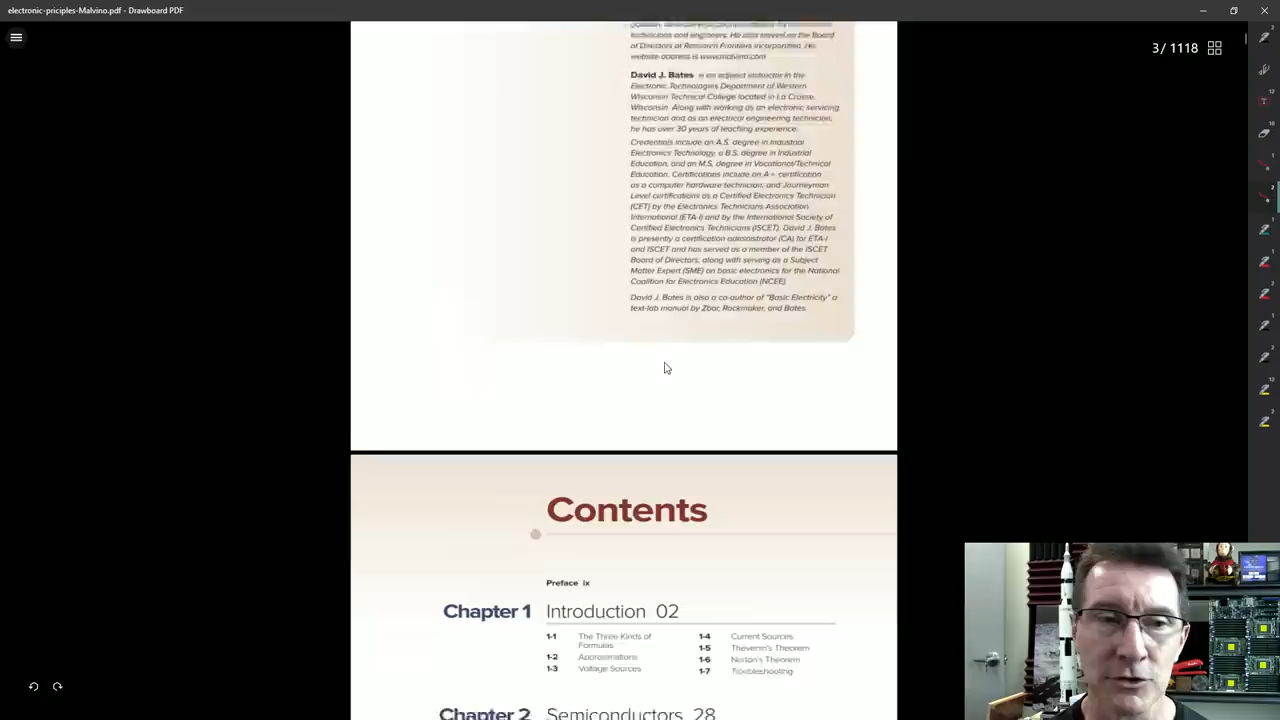 electronic-priciples-Malvino.pdf - Drawboard PDF
3/ 1118
technicians and engineers. He also served on the Board
of Directors at Research Frontiers Incorporated. His
website address is www.malvino.com
David J. Bates is an adjunct instructor in the
Electronic Technologies Department of Western
Wisconsin Technical College located in La Crosse,
Wisconsin. Along with working as an electronic servicing
technician and as an electrical engineering technician,
he has over 30 years of teaching experience.
Credentials include an A.S. degree in Industrial
Electronics Technology, a B.S. degree in Industrial
Education, and an M.S. degree in Vocational/Technical
Education. Certifications include an A+ certification
as a computer hardware technician, and Journeyman
Level certifications as a Certified Electronics Technician
(CET) by the Electronics Technicians Association
International (ETA-I) and by the International Society of
Certified Electronics Technicians (ISCET). David J. Bates
is presently a certification administrator (CA) for ETA-I
and ISCET and has served as a member of the ISCET
Board of Directors, along with serving as a Subject
Matter Expert (SME) on basic electronics for the National
Coalition for Electronics Education (NCEE).
David J. Bates is also a co-author of "Basic Electricity" a
text-lab manual by Zbar, Rockmaker, and Bates.
Contents
Preface ix
Chapter 1 Introduction 02
1-1 The Three Kinds of
Formulas
1-2 Approximations
1-3 Voltage Sources
1-4 Current Sources
1-5 Thevenin's Theorem
1-6 Norton's Theorem
1-7 Troubleshooting
Chapter 2 Semiconductors 28